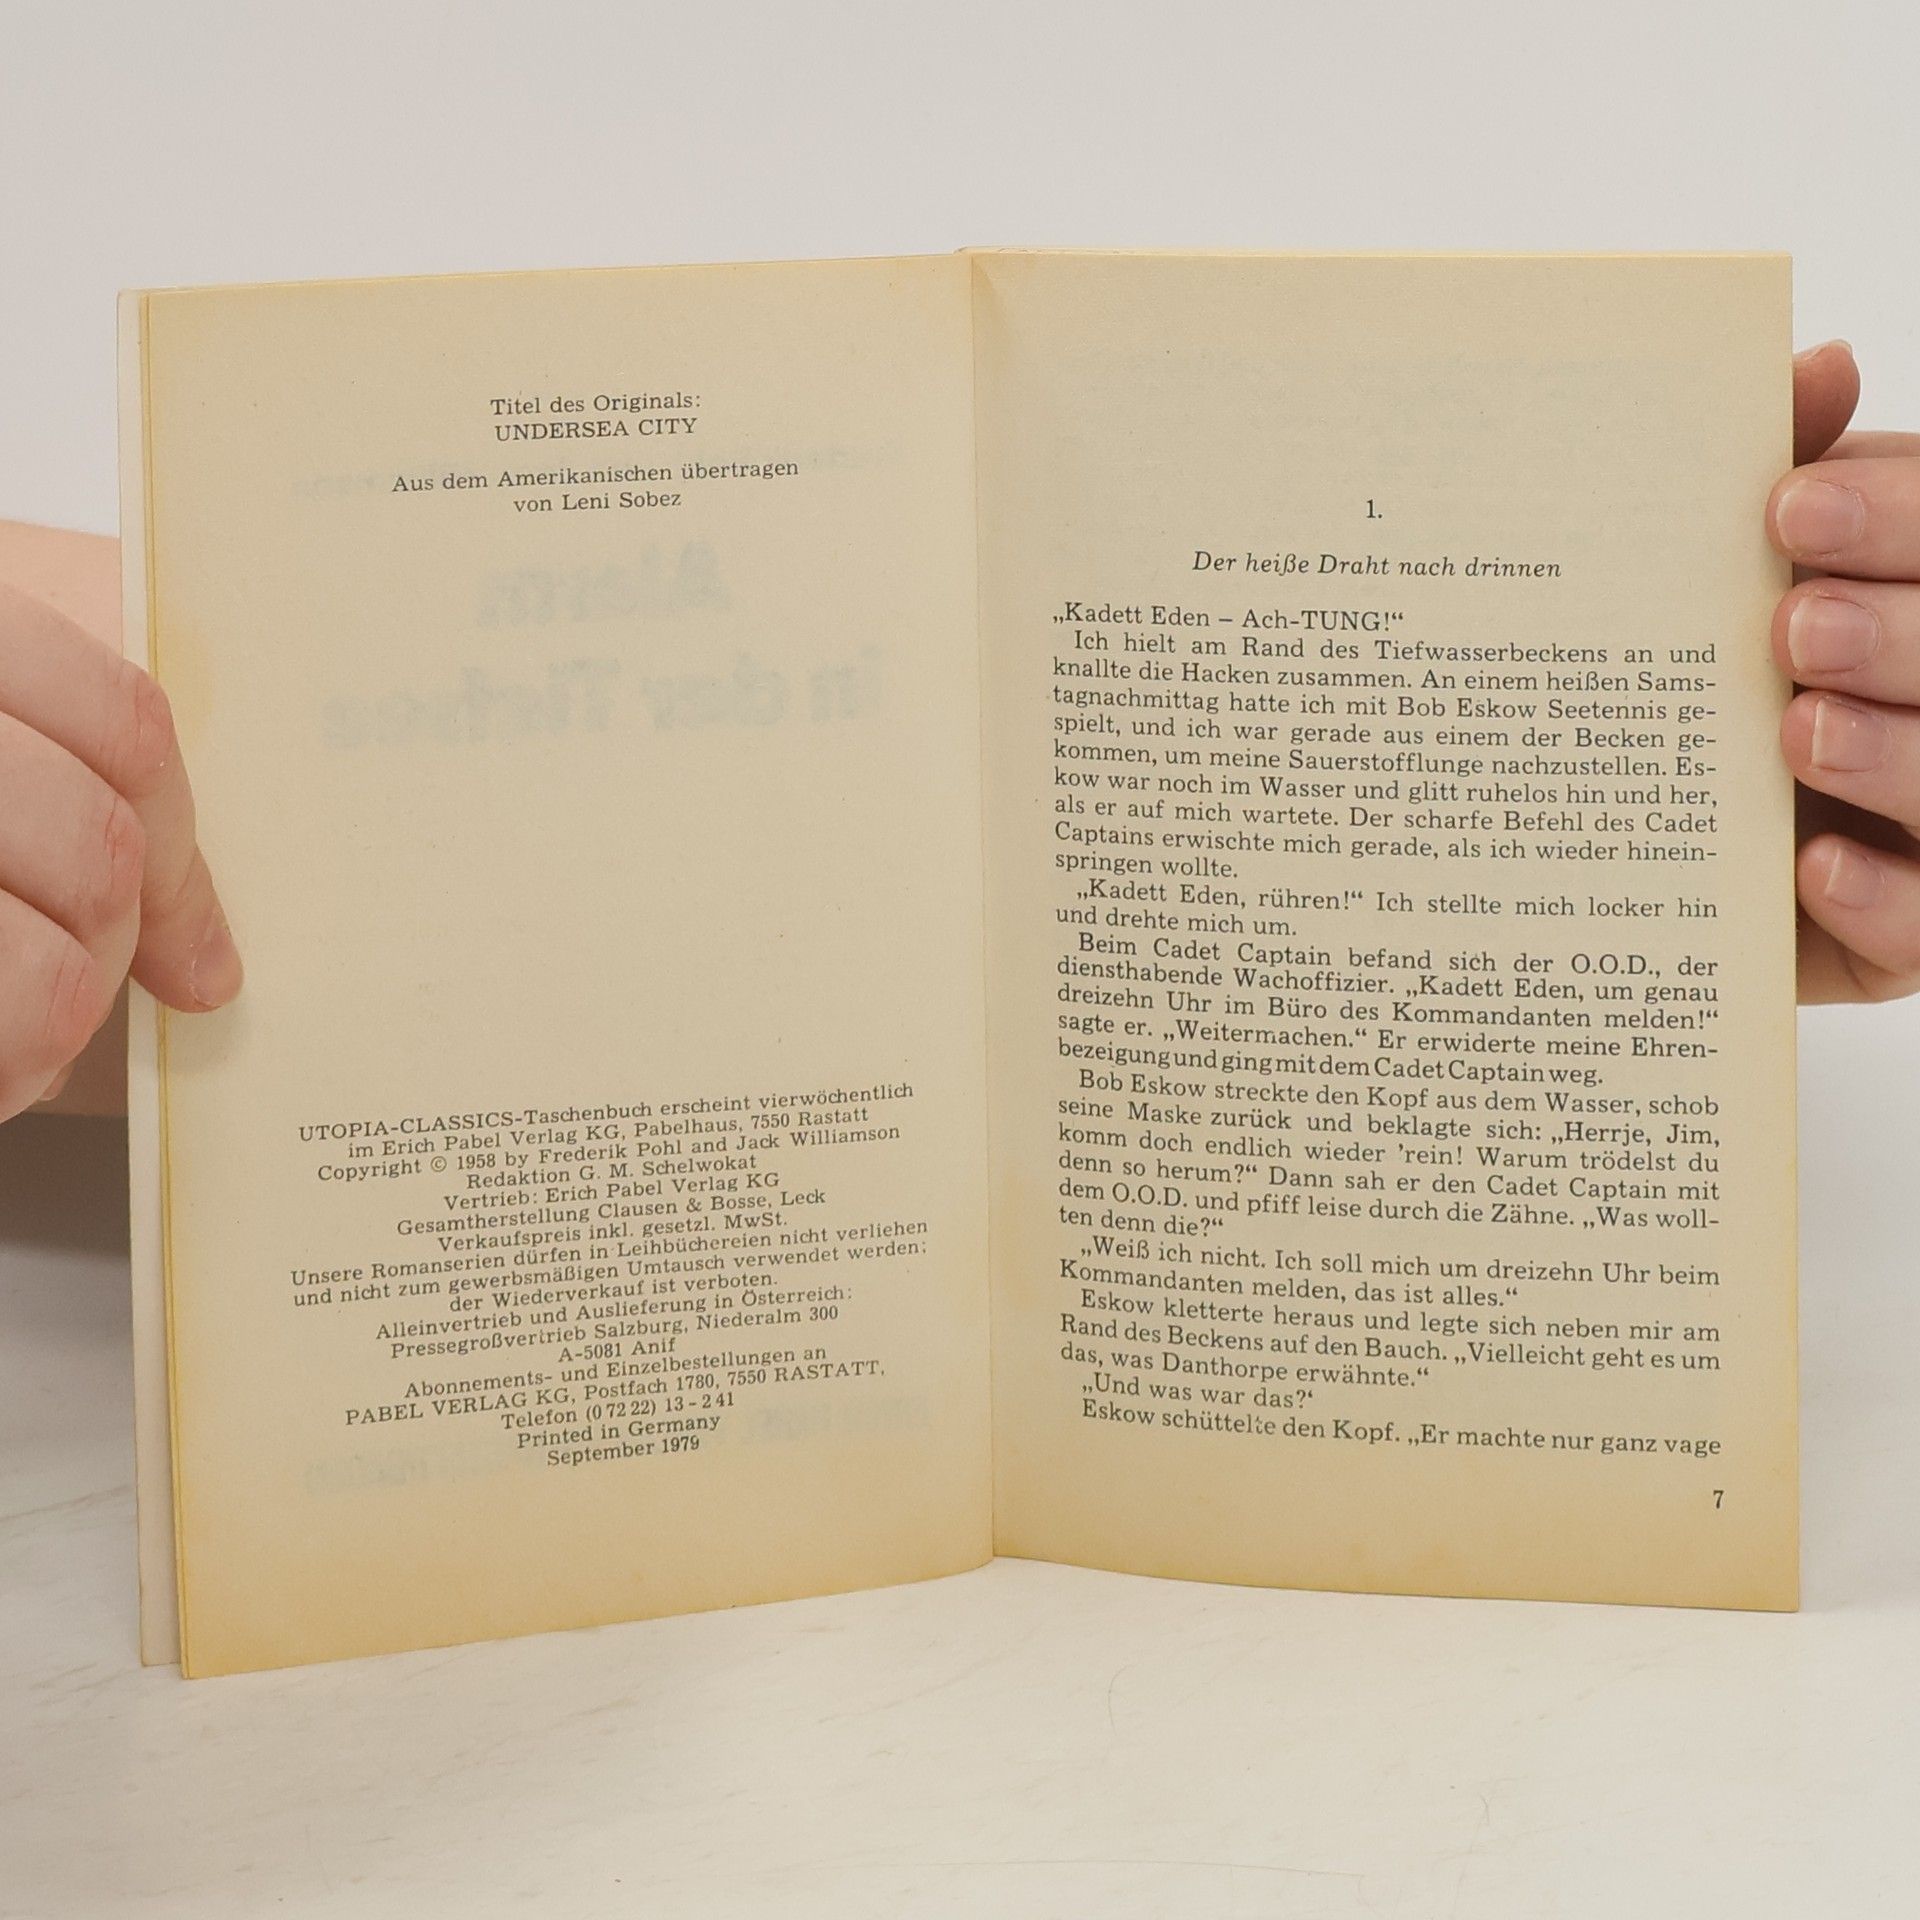 Titel des Originals:
UNDERSEA CITY
Aus dem Amerikanischen übertragen
von Leni Sobez
UTOPIA-CLASSICS-Taschenbuch erscheint vierwöchentlich
im Erich Pabel Verlag KG, Pabelhaus, 7550 Rastatt
Copyright © 1958 by Frederik Pohl and Jack Williamson
Redaktion G. M. Schelwokat
Vertrieb: Erich Pabel Verlag KG
Gesamtherstellung Clausen & Bosse, Leck
Verkaufspreis inkl. gesetzl. MwSt.
Unsere Romanserien dürfen in Leihbüchereien nicht verliehen
und nicht zum gewerbsmäßigen Umtausch verwendet werden;
der Wiederverkauf ist verboten.
Alleinvertrieb und Auslieferung in Österreich:
Pressegroßvertrieb Salzburg, Niederalm 300
A-5081 Anif
Abonnements- und Einzelbestellungen an
PABEL VERLAG KG, Postfach 1780, 7550 RASTATT,
Telefon (0 72 22) 13 - 2 41
Printed in Germany
September 1979
1.
Der heiße Draht nach drinnen
„Kadett Eden – Ach-TUNG!“
Ich hielt am Rand des Tiefwasserbeckens an und
knallte die Hacken zusammen. An einem heißen Sams-
tagnachmittag hatte ich mit Bob Eskow Seetennis ge-
spielt, und ich war gerade aus einem der Becken ge-
kommen, um meine Sauerstofflunge nachzustellen. Es-
kow war noch im Wasser und glitt ruhelos hin und her,
als er auf mich wartete. Der scharfe Befehl des Cadet
Captains erwischte mich gerade, als ich wieder hinein-
springen wollte.
„Kadett Eden, rühren!“ Ich stellte mich locker hin
und drehte mich um.
Beim Cadet Captain befand sich der O.O.D., der
diensthabende Wachoffizier. „Kadett Eden, um genau
dreizehn Uhr im Büro des Kommandanten melden!“
sagte er. „Weitermachen.“ Er erwiderte meine Ehren-
bezeigung und ging mit dem Cadet Captain weg.
Bob Eskow streckte den Kopf aus dem Wasser, schob
seine Maske zurück und beklagte sich: „Herrje, Jim,
komm doch endlich wieder ’rein! Warum trödelst du
denn so herum?“ Dann sah er den Cadet Captain mit
dem O.O.D. und pfiff leise durch die Zähne. „Was woll-
ten denn die?“
„Weiß ich nicht. Ich soll mich um dreizehn Uhr beim
Kommandanten melden, das ist alles.“
Eskow kletterte heraus und legte sich neben mir am
Rand des Beckens auf den Bauch. „Vielleicht geht es um
das, was Danthorpe erwähnte.“
„Und was war das?‘
Eskow schüttelte den Kopf. „Er machte nur ganz vage
7